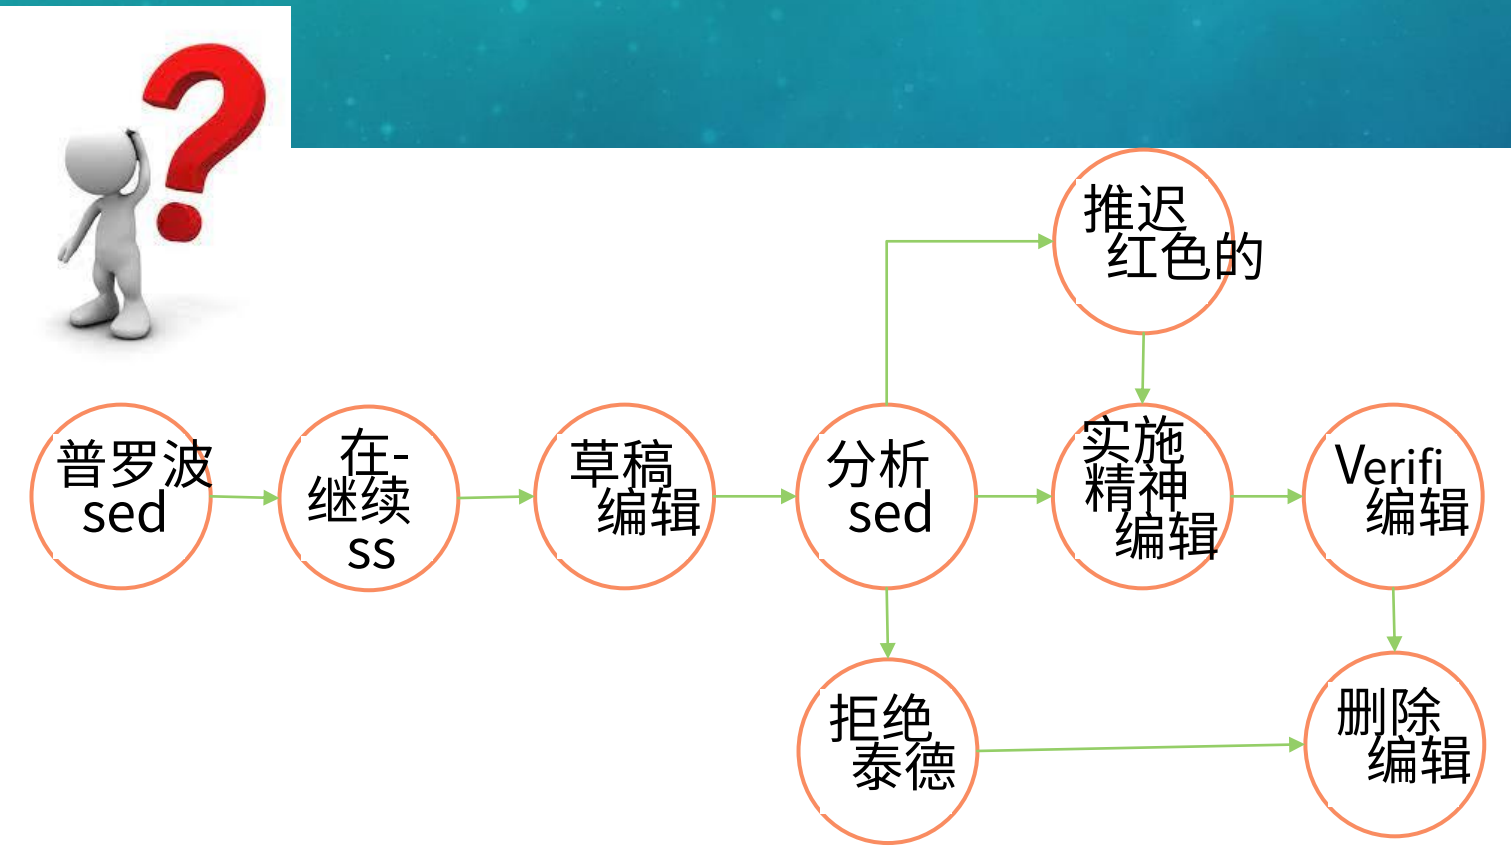 推迟
红色的
普罗波
sed
在-
继续
ss
草稿
编辑
分析
sed
实施
精神
编辑
Verifi
编辑
拒绝
泰德
删除
编辑